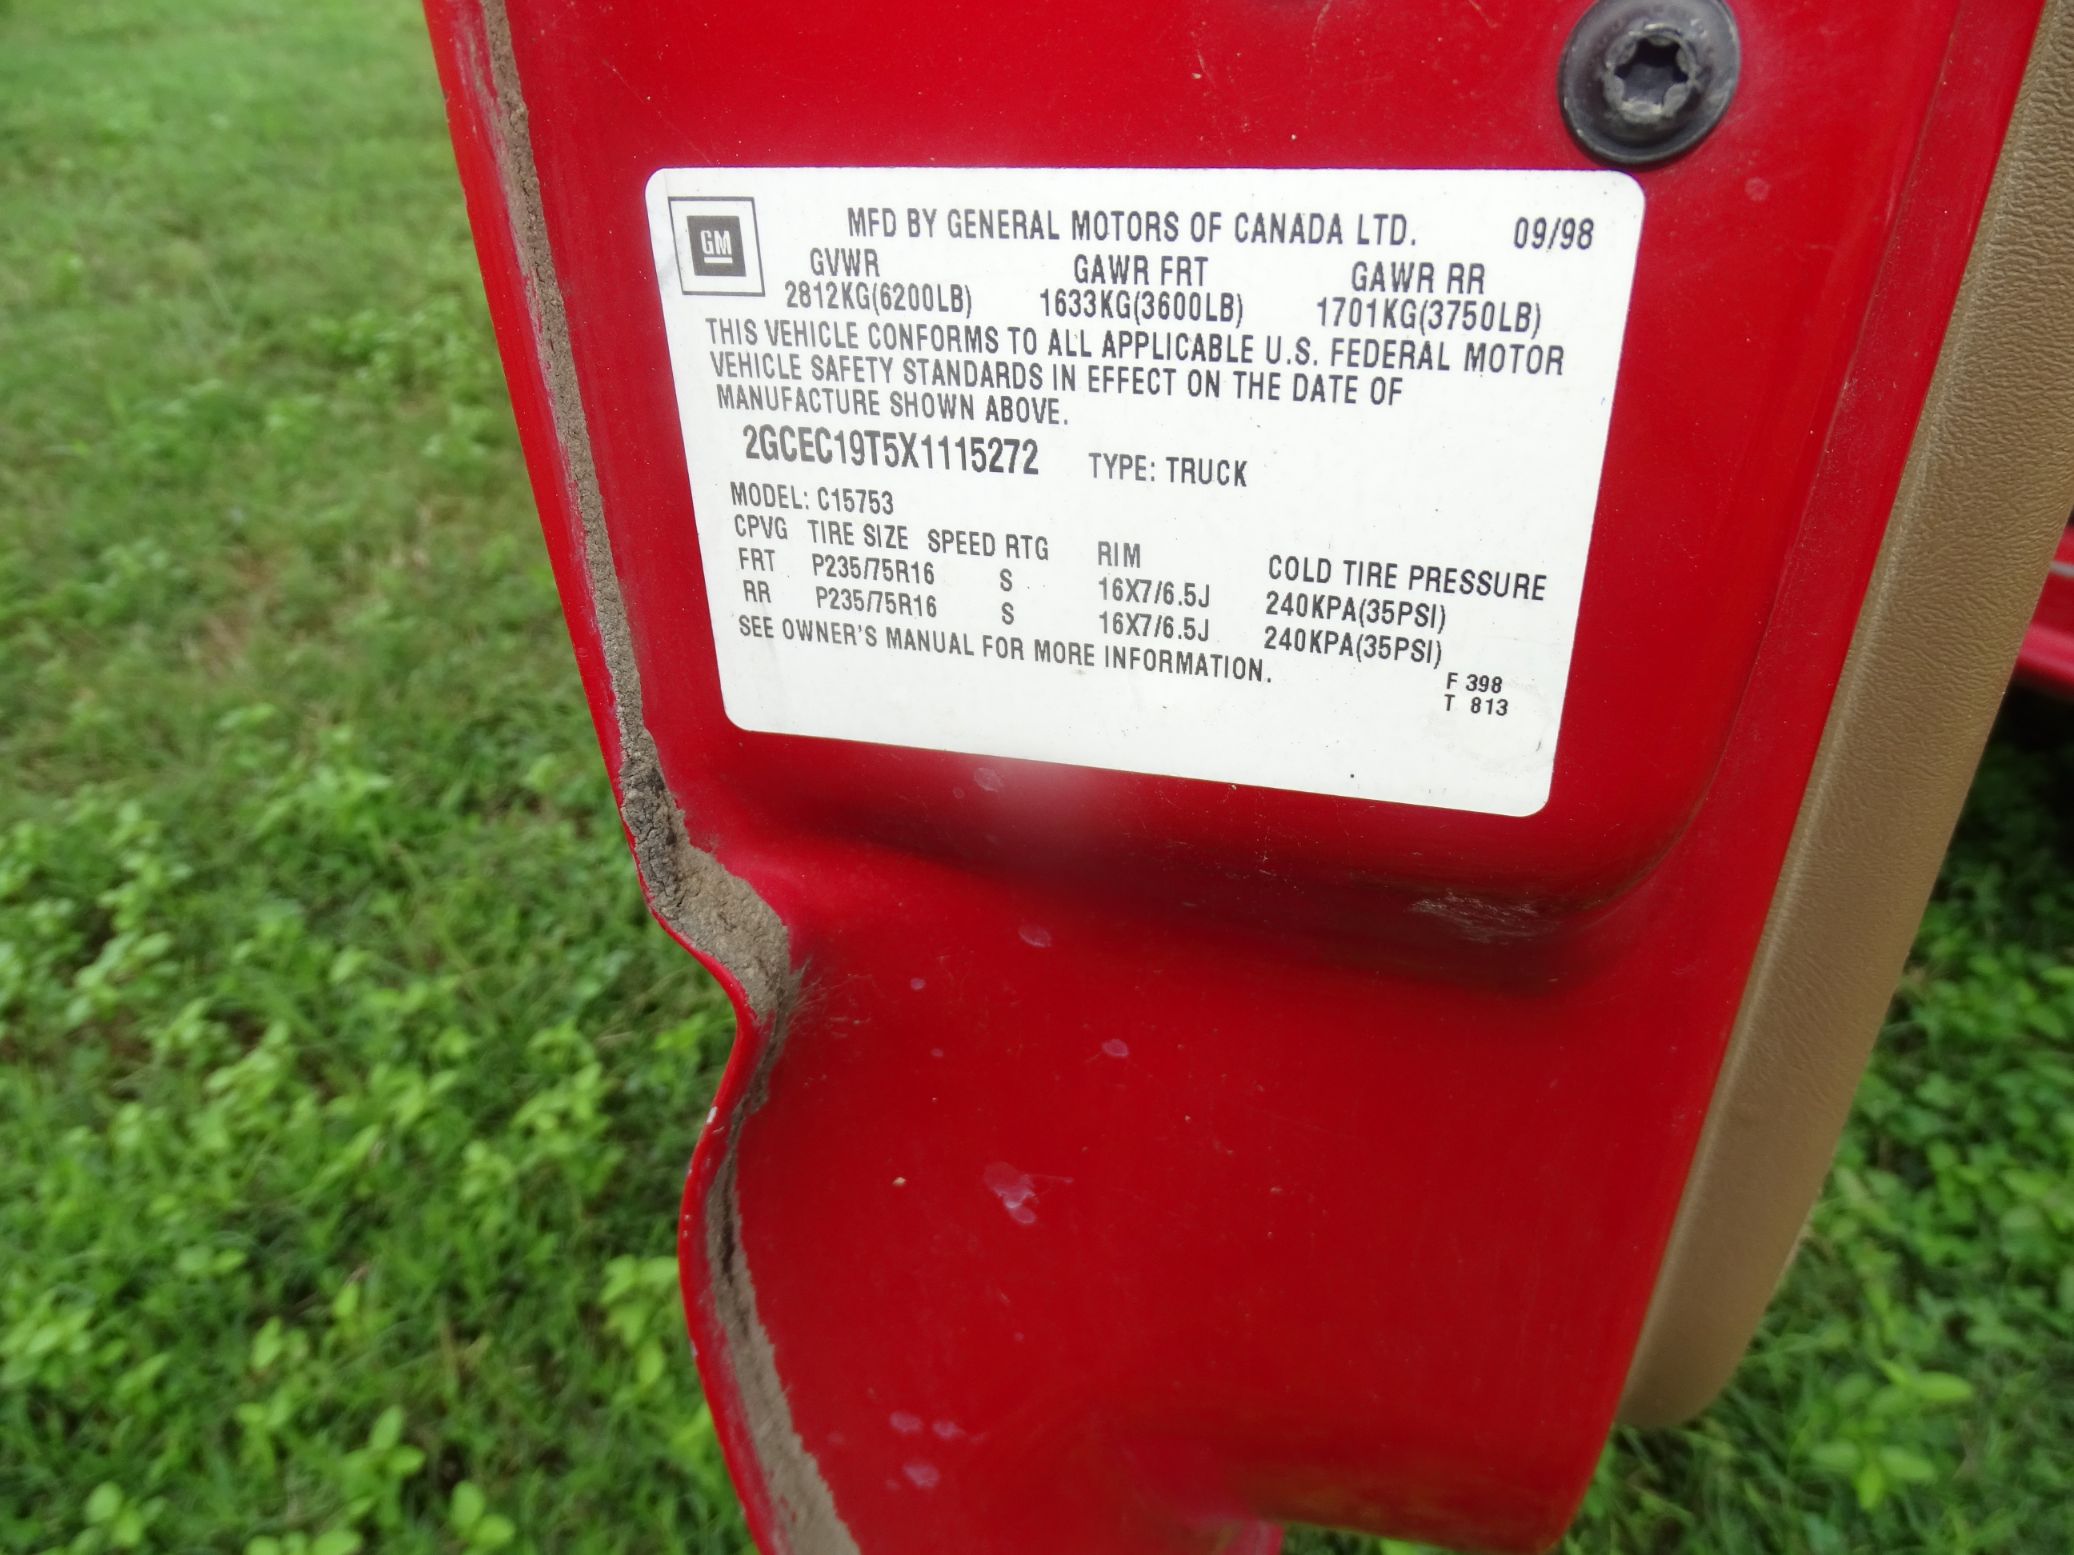 GM
MFD BY GENERAL MOTORS OF CANADA LTD. 09/98
GVWR GAWR FRT GAWR RR
2812KG(6200LB) 1633KG(3600LB) 1701KG(3750LB)
THIS VEHICLE CONFORMS TO ALL APPLICABLE U.S. FEDERAL MOTOR
VEHICLE SAFETY STANDARDS IN EFFECT ON THE DATE OF
MANUFACTURE SHOWN ABOVE.
2GCEC19T5X1115272 TYPE: TRUCK
MODEL: C15753
CPVG TIRE SIZE SPEED RTG RIM COLD TIRE PRESSURE
FRT P235/75R16 S 16X7/6.5J 240KPA(35PSI)
RR P235/75R16 S 16X7/6.5J 240KPA(35PSI)
SEE OWNER'S MANUAL FOR MORE INFORMATION.
F 398
T 813